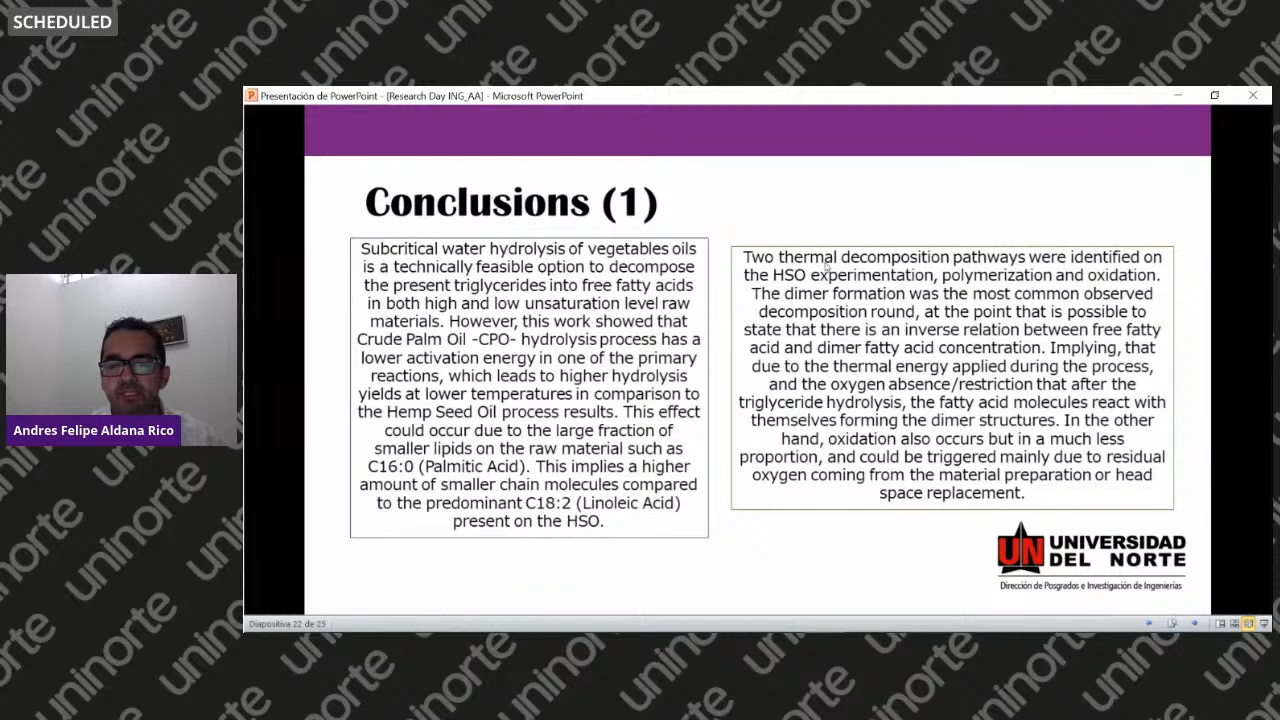 SCHEDULED
Presentación de PowerPoint - [Research Day ING_AA] - Microsoft PowerPoint
Conclusions (1)
Subcritical water hydrolysis of vegetables oils
is a technically feasible option to decompose
the present triglycerides into free fatty acids
in both high and low unsaturation level raw
materials. However, this work showed that
Crude Palm Oil -CPO- hydrolysis process has a
lower activation energy in one of the primary
reactions, which leads to higher hydrolysis
yields at lower temperatures in comparison to
the Hemp Seed Oil process results. This effect
could occur due to the large fraction of
smaller lipids on the raw material such as
C16:0 (Palmitic Acid). This implies a higher
amount of smaller chain molecules compared
to the predominant C18:2 (Linoleic Acid)
present on the HSO.
Two thermal decomposition pathways were identified on
the HSO experimentation, polymerization and oxidation.
The dimer formation was the most common observed
decomposition round, at the point that is possible to
state that there is an inverse relation between free fatty
acid and dimer fatty acid concentration. Implying, that
due to the thermal energy applied during the process,
and the oxygen absence/restriction that after the
triglyceride hydrolysis, the fatty acid molecules react with
themselves forming the dimer structures. In the other
hand, oxidation also occurs but in a much less
proportion, and could be triggered mainly due to residual
oxygen coming from the material preparation or head
space replacement.
UN UNIVERSIDAD
DEL NORTE
Dirección de Posgrados e Investigación de Ingenierías
Diapositiva 22 de 25
Andres Felipe Aldana Rico
uninorte